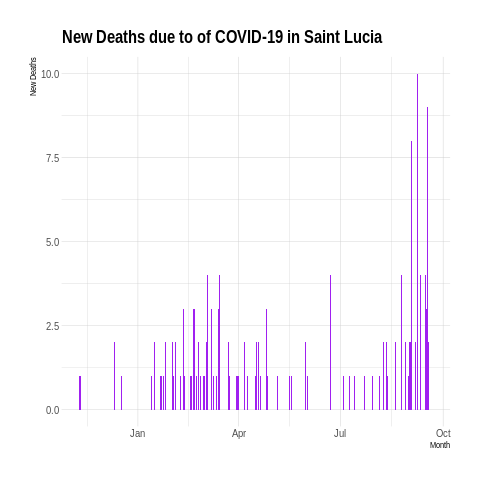 New Deaths due to of COVID-19 in Saint Lucia
New Deaths
10.0
7.5
5.0
2.5
0.0
Jan Apr Jul Oct
Month